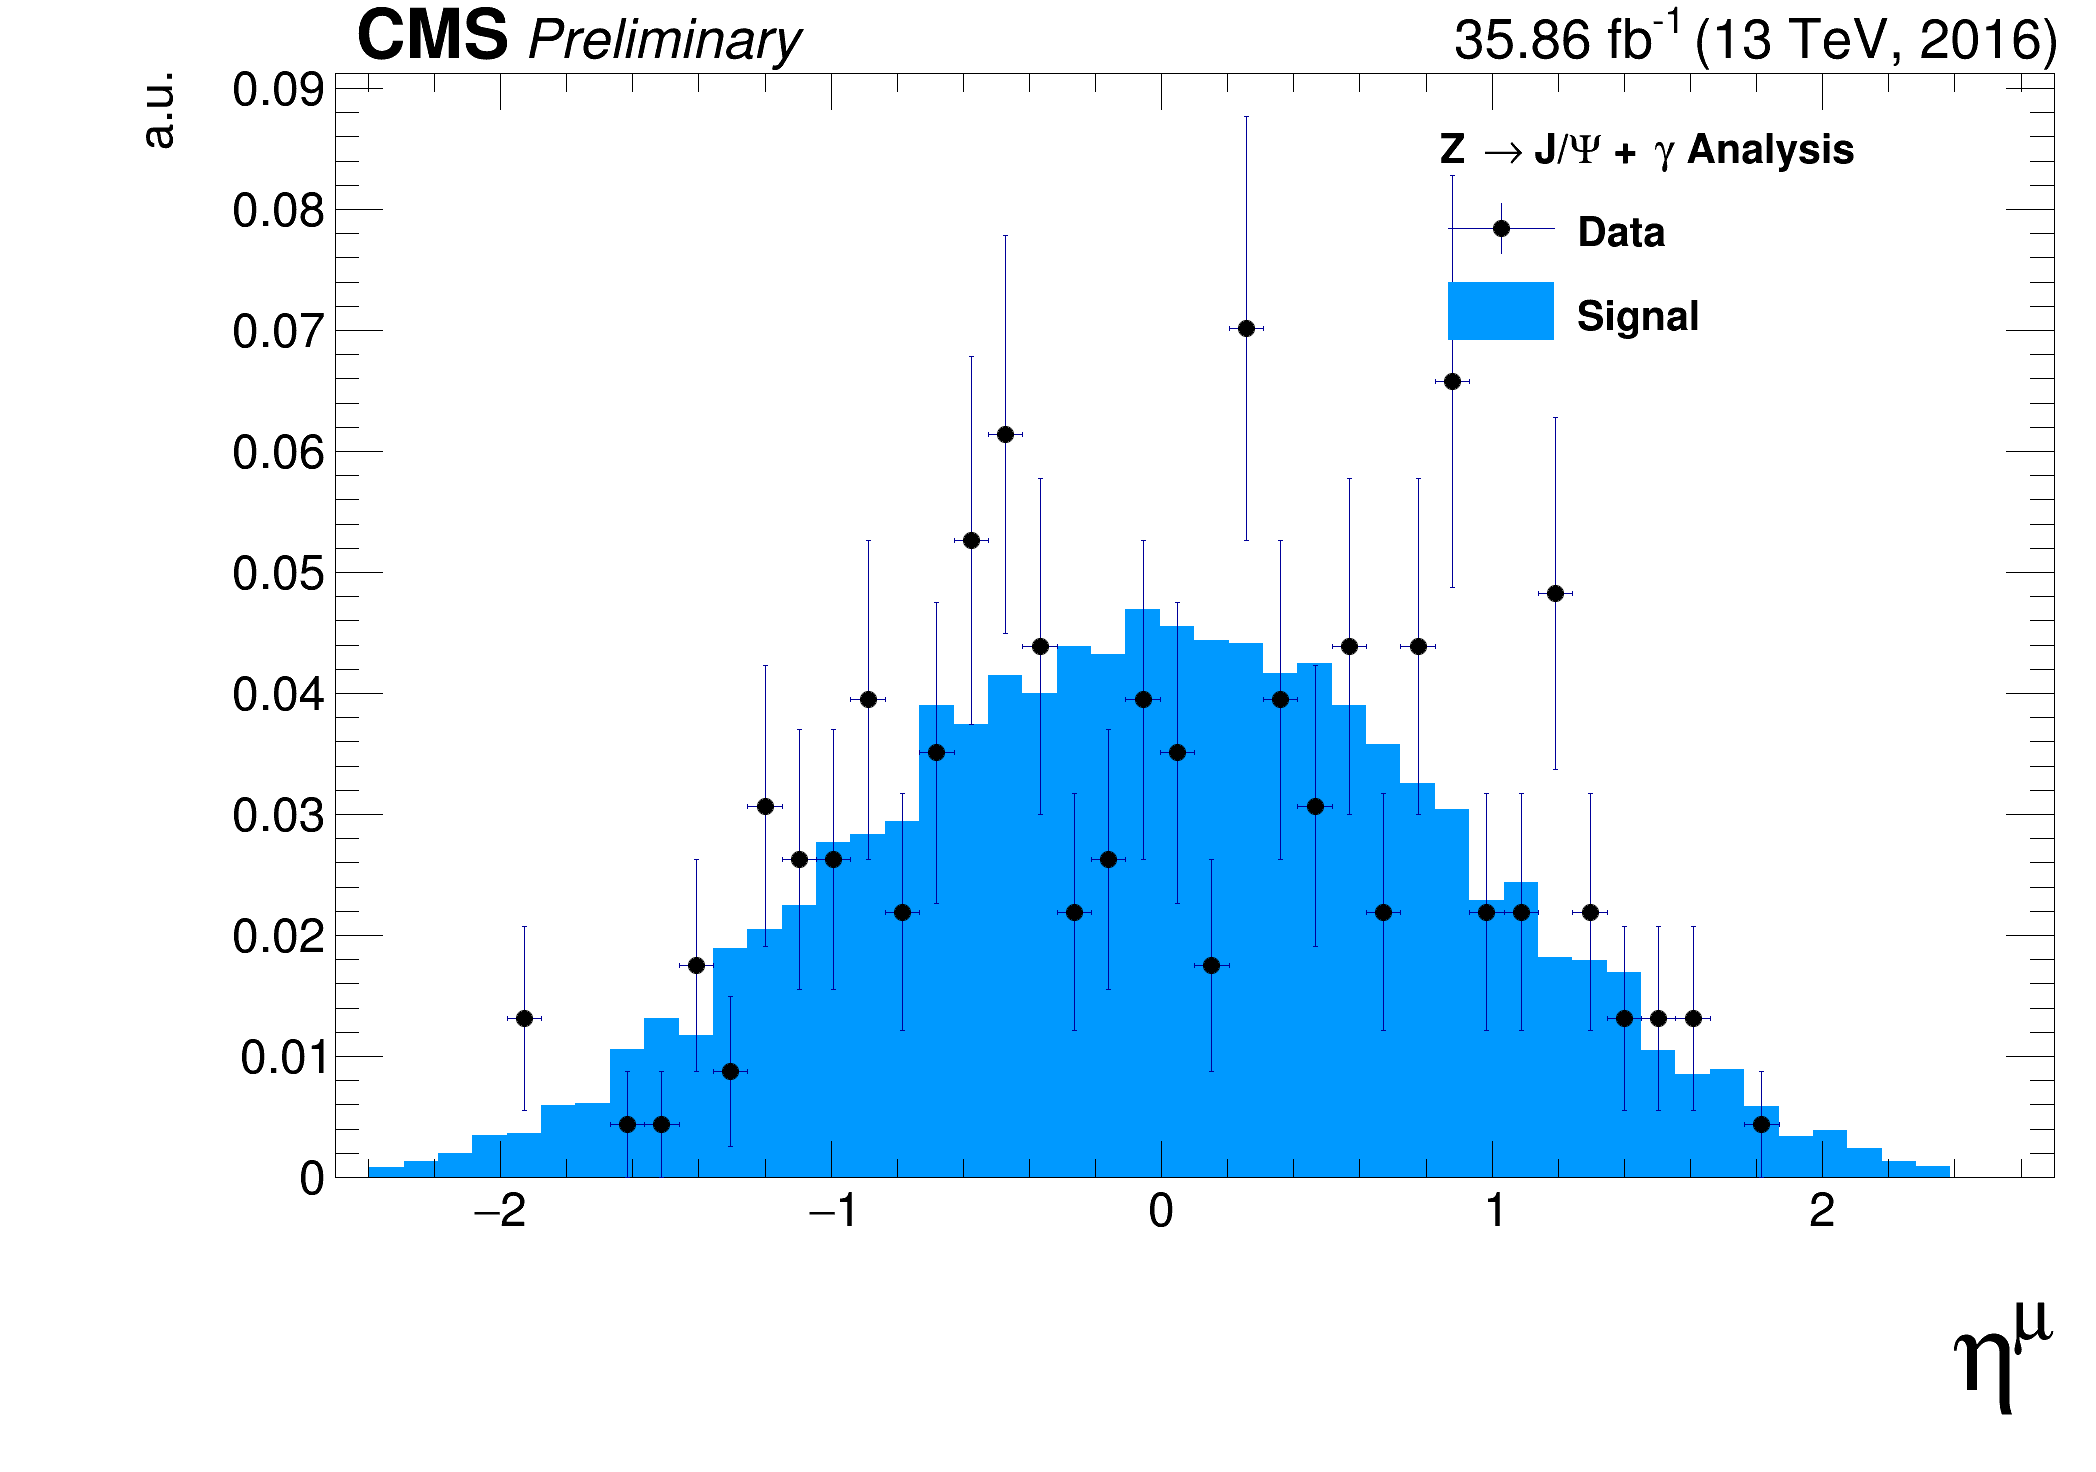 CMS Preliminary 35.86 fb⁻¹ (13 TeV, 2016)
a.u.
Z → J/Ψ + γ Analysis
Data
Signal
0.09
0.08
0.07
0.06
0.05
0.04
0.03
0.02
0.01
0
−2 −1 0 1 2
η^μ